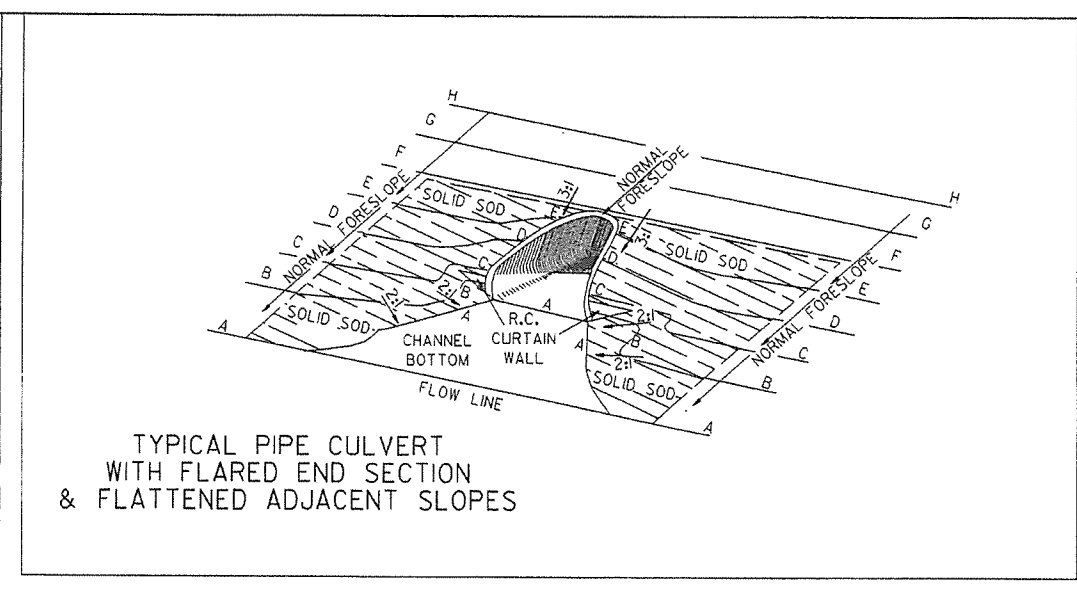 H
G
NORMAL
FORESLOPE
F
3:1
E
SOLID SOD
NORMAL FORESLOPE
H
D
E
E
3:1
G
C
D
D
SOLID SOD
F
B
C
2:1
B
C
E
A
2:1
A
A
2:1
NORMAL FORESLOPE
D
SOLID SOD
R.C.
CURTAIN
WALL
CHANNEL
BOTTOM
A
B
2:1
C
B
SOLID SOD
FLOW LINE
A
TYPICAL PIPE CULVERT
WITH FLARED END SECTION
& FLATTENED ADJACENT SLOPES